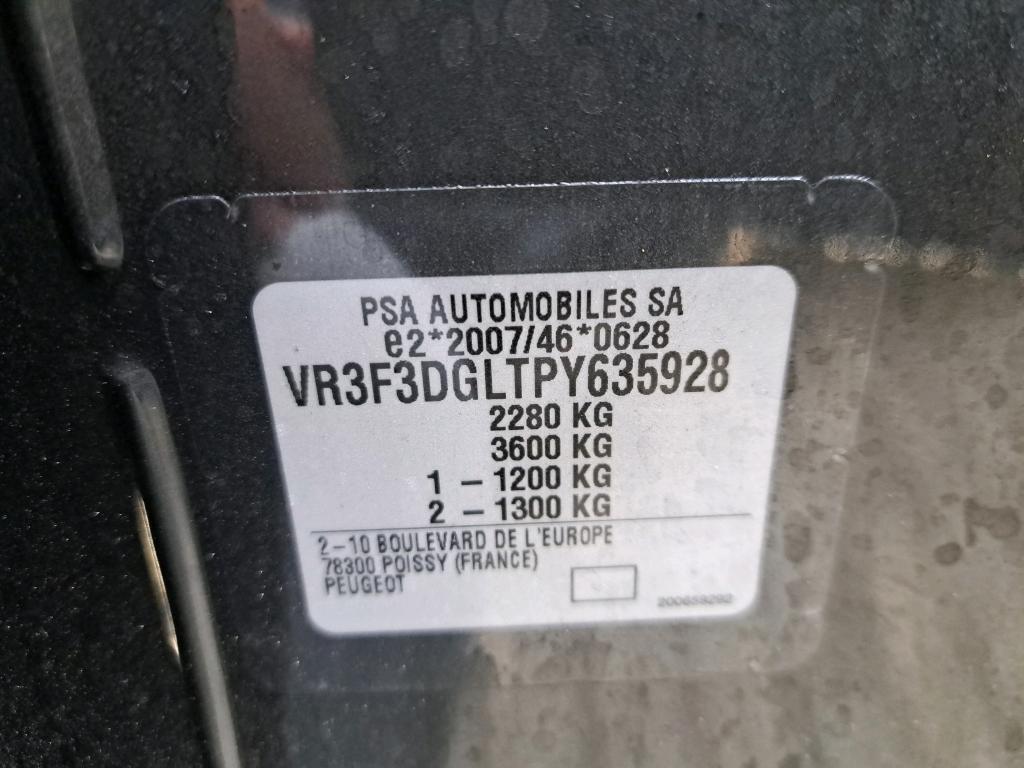 PSA AUTOMOBILES SA
e2*2007/46*0628
VR3F3DGLTPY635928
2280 KG
3600 KG
1 – 1200 KG
2 – 1300 KG
2–10 BOULEVARD DE L'EUROPE
78300 POISSY (FRANCE)
PEUGEOT